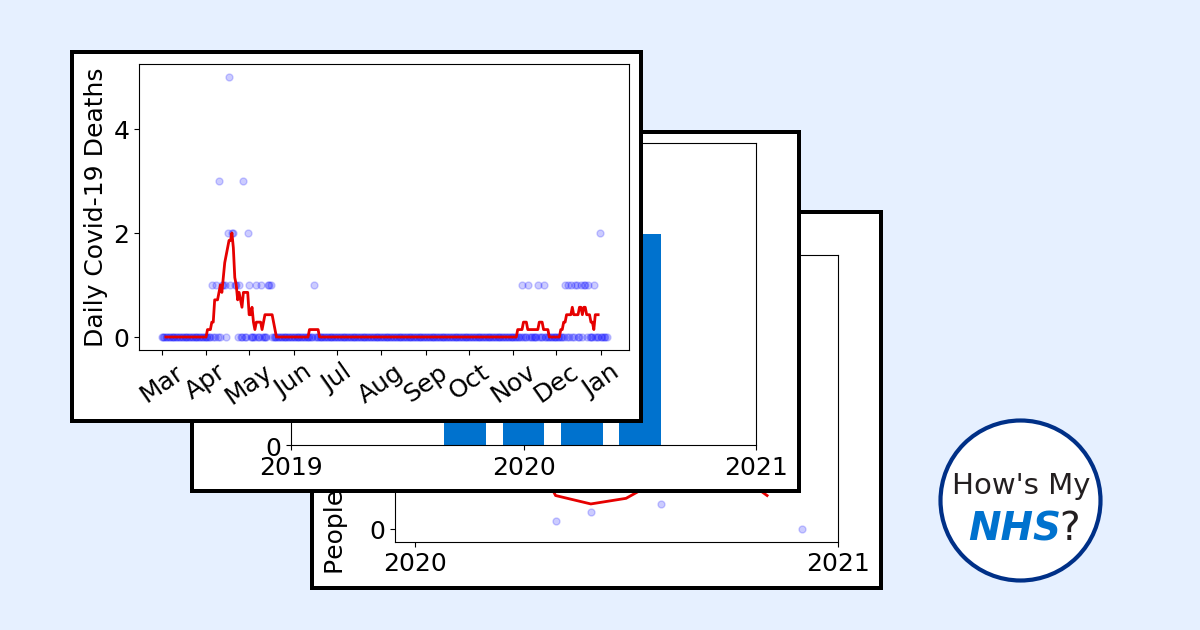 Daily Covid-19 Deaths
4
2
0
Mar Apr May Jun Jul Aug Sep Oct Nov Dec Jan
0
2019 2020 2021
People
0
2020 2021
How's My
NHS?